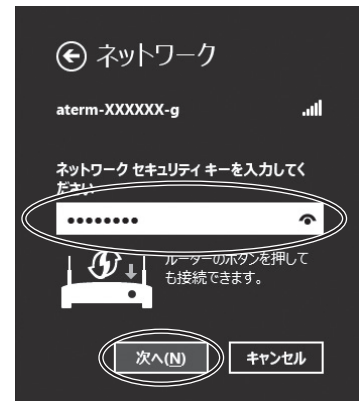 ネットワーク
aterm-XXXXXX-g
ネットワーク セキュリティ キーを入力してく
ださい
••••••••
ルーターのボタンを押して
も接続できます。
次へ(N)
キャンセル